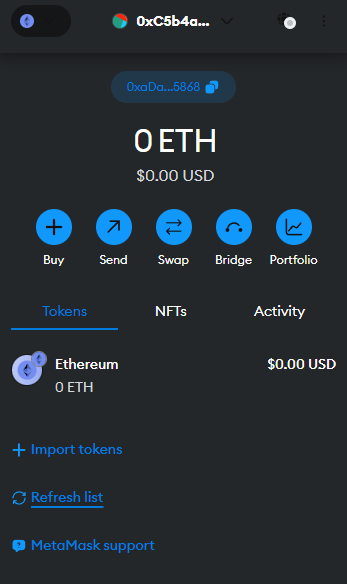 0xC5b4a...
0xaDa...5868
0 ETH
$0.00 USD
Buy Send Swap Bridge Portfolio
Tokens NFTs Activity
Ethereum $0.00 USD
0 ETH
Import tokens
Refresh list
MetaMask support